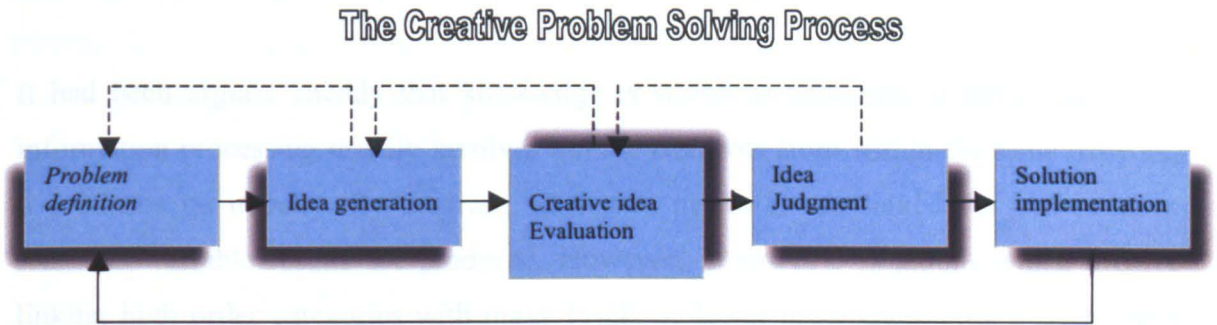 The Creative Problem Solving Process
Problem
definition
Idea generation
Creative idea
Evaluation
Idea
Judgment
Solution
implementation